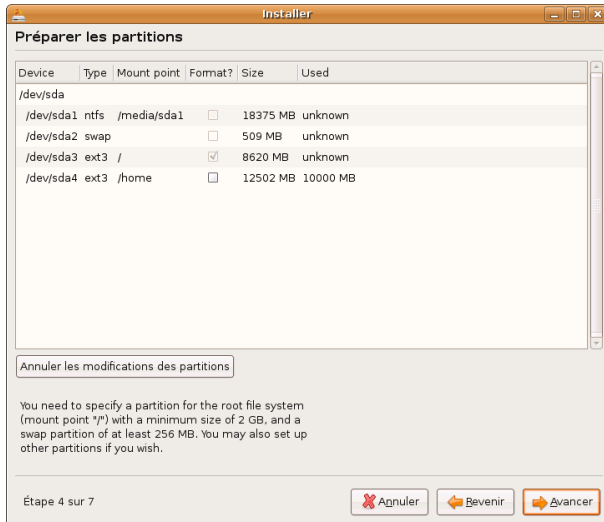 Installer
Préparer les partitions
Device Type Mount point Format? Size Used
/dev/sda
/dev/sda1 ntfs /media/sda1 18375 MB unknown
/dev/sda2 swap 509 MB unknown
/dev/sda3 ext3 / 8620 MB unknown
/dev/sda4 ext3 /home 12502 MB 10000 MB
Annuler les modifications des partitions
You need to specify a partition for the root file system
(mount point "/") with a minimum size of 2 GB, and a
swap partition of at least 256 MB. You may also set up
other partitions if you wish.
Étape 4 sur 7
Annuler
Revenir
Avancer